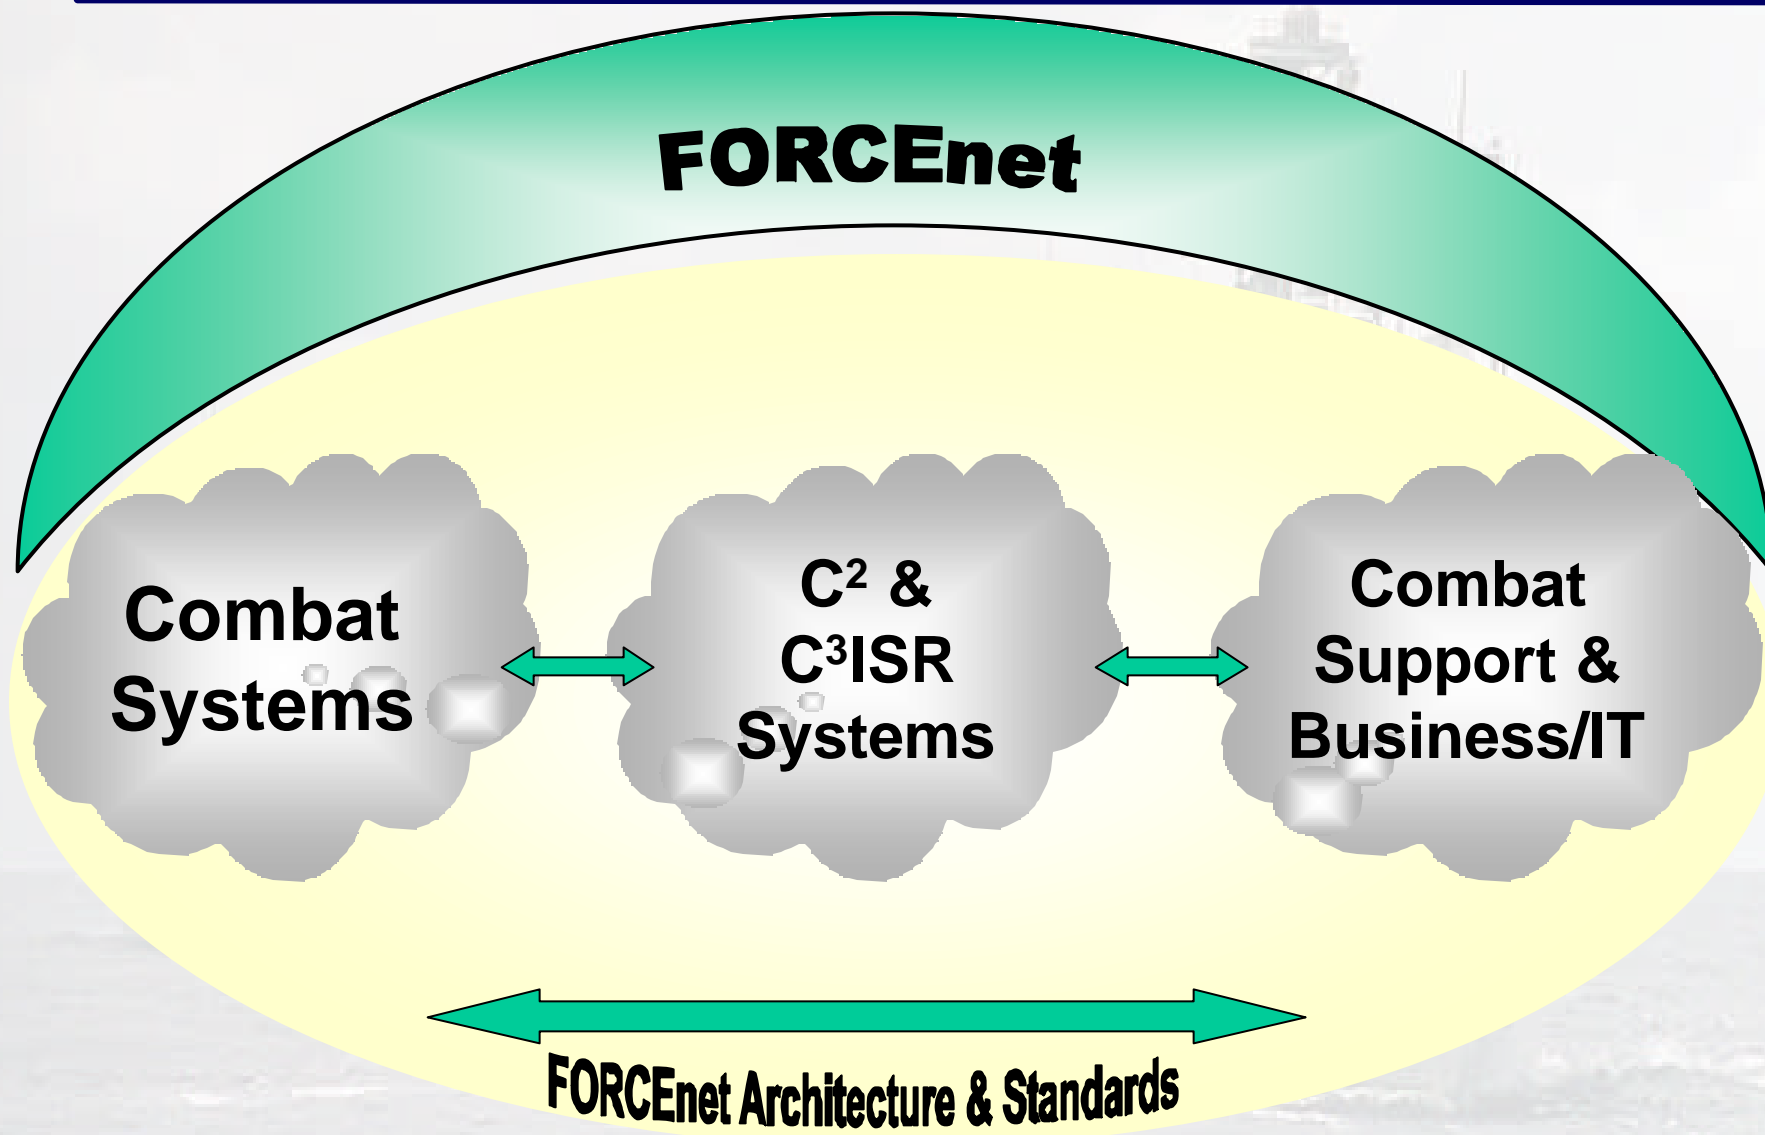 FORCEnet
Combat
Systems
C² &
C³ISR
Systems
Combat
Support &
Business/IT
FORCEnet Architecture & Standards